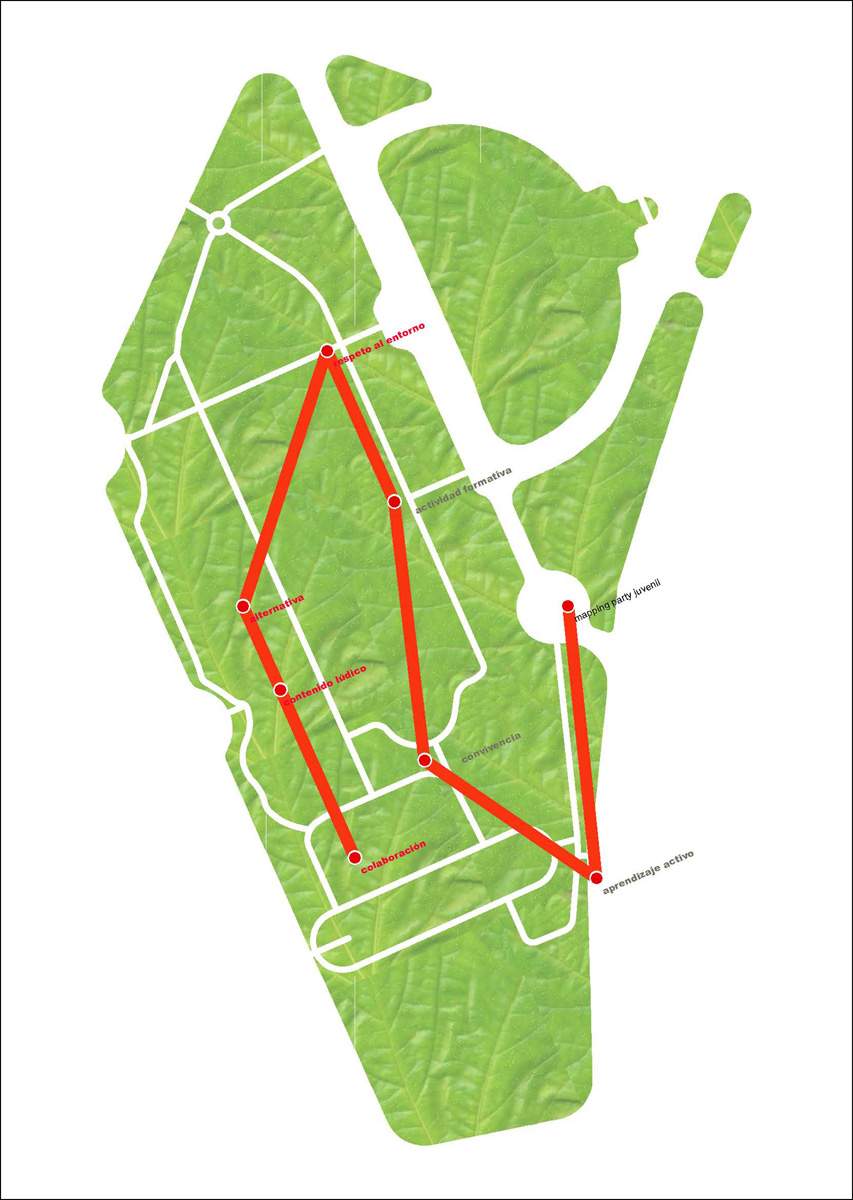 respeto al entorno
actividad formativa
mapping party juvenil
alternativa
contenido lúdico
convivencia
colaboración
aprendizaje activo